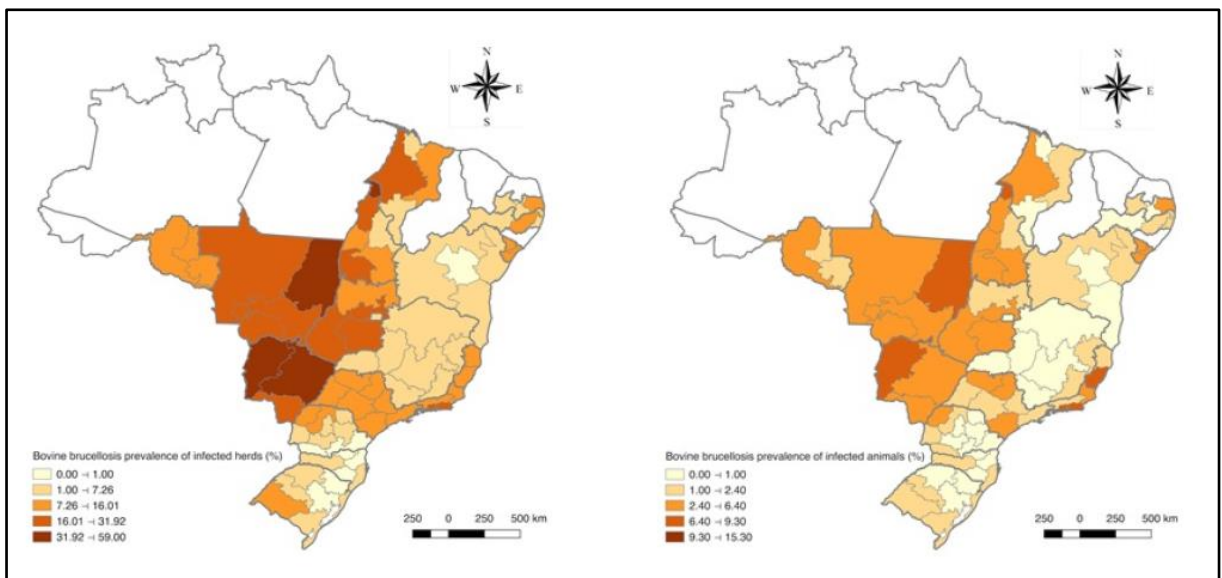 N
W E
S
Bovine brucellosis prevalence of infected herds (%)
0.00 ⊣ 1.00
1.00 ⊣ 7.26
7.26 ⊣ 16.01
16.01 ⊣ 31.92
31.92 ⊣ 59.00
250 0 250 500 km
N
W E
S
Bovine brucellosis prevalence of infected animals (%)
0.00 ⊣ 1.00
1.00 ⊣ 2.40
2.40 ⊣ 6.40
6.40 ⊣ 9.30
9.30 ⊣ 15.30
250 0 250 500 km